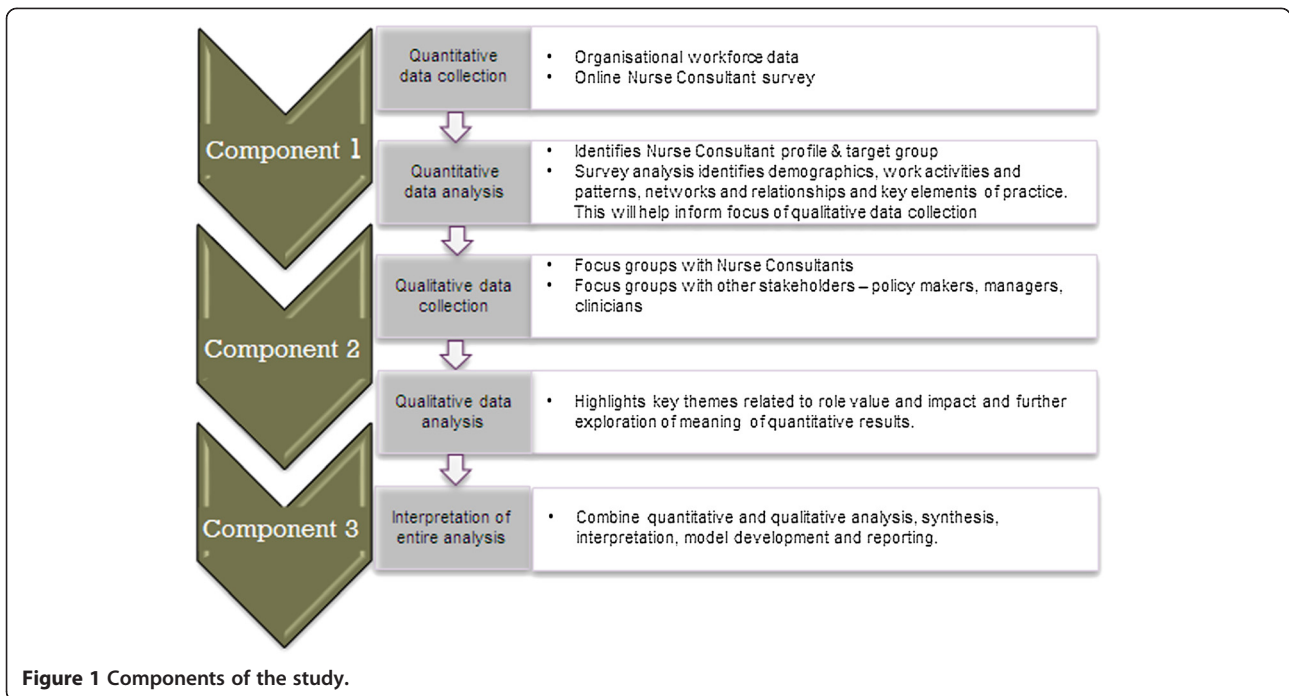 Component 1
Quantitative
data collection
• Organisational workforce data
• Online Nurse Consultant survey
Quantitative
data analysis
• Identifies Nurse Consultant profile & target group
• Survey analysis identifies demographics, work activities and
patterns, networks and relationships and key elements of practice.
This will help inform focus of qualitative data collection
Component 2
Qualitative data
collection
• Focus groups with Nurse Consultants
• Focus groups with other stakeholders – policy makers, managers,
clinicians
Qualitative data
analysis
• Highlights key themes related to role value and impact and further
exploration of meaning of quantitative results.
Component 3
Interpretation of
entire analysis
• Combine quantitative and qualitative analysis, synthesis,
interpretation, model development and reporting.
Figure 1 Components of the study.